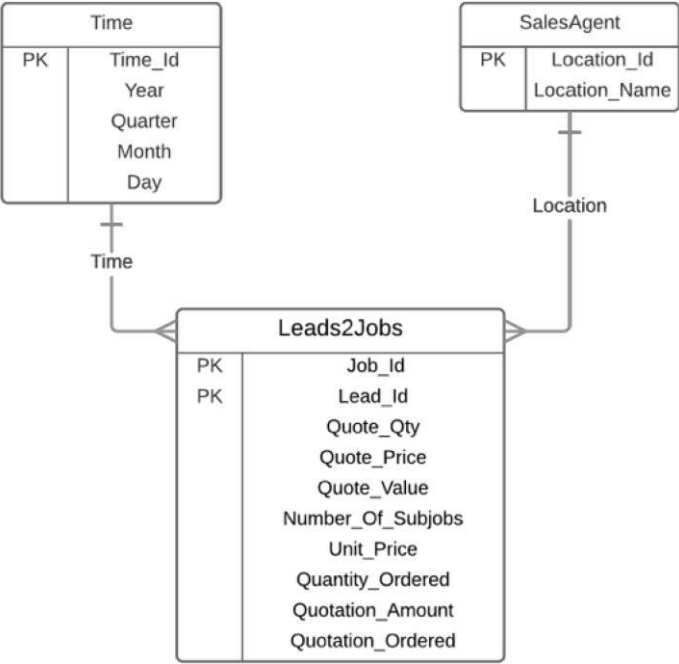 Time
PK Time_Id
Year
Quarter
Month
Day
SalesAgent
PK Location_Id
Location_Name
Time
Location
Leads2Jobs
PK Job_Id
PK Lead_Id
Quote_Qty
Quote_Price
Quote_Value
Number_Of_Subjobs
Unit_Price
Quantity_Ordered
Quotation_Amount
Quotation_Ordered